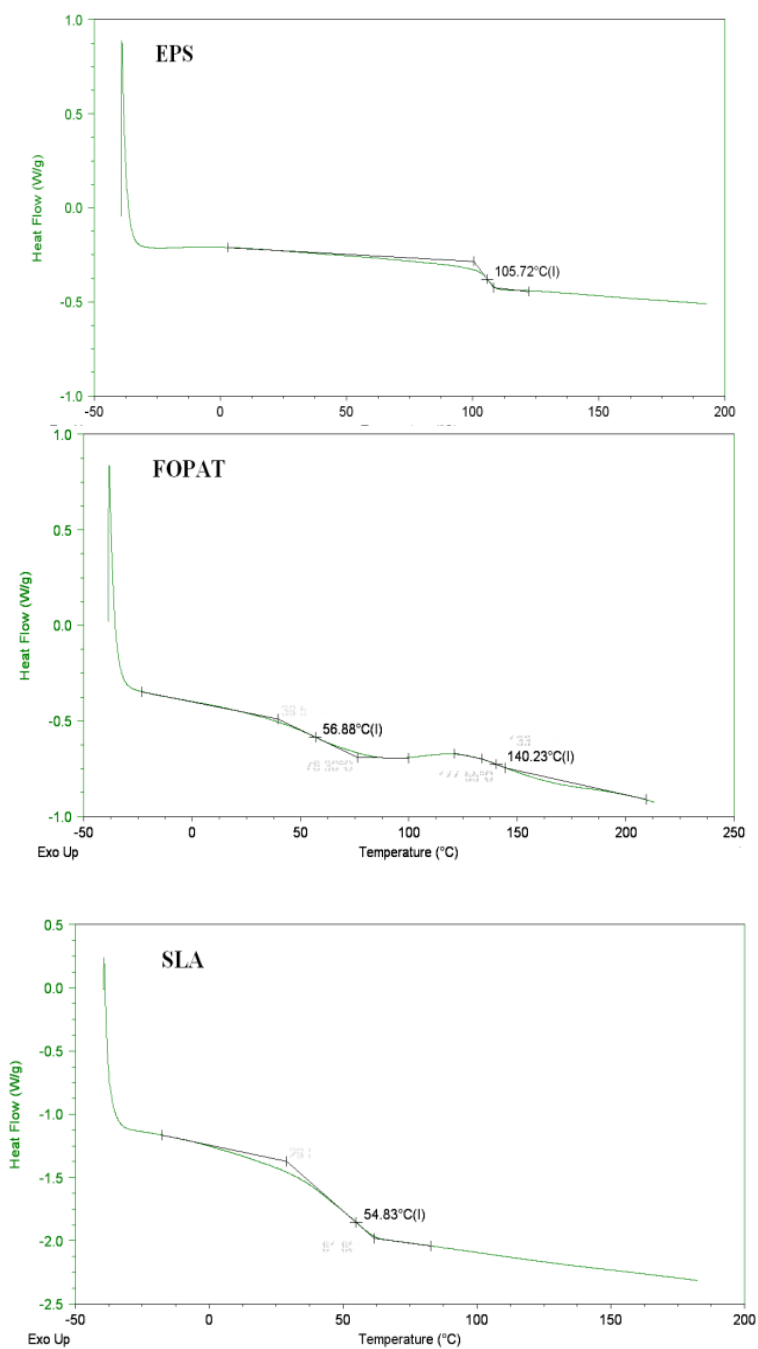 EPS
Heat Flow (W/g)
1.0
0.5
0.0
-0.5
-1.0
105.72°C(I)
-50 0 50 100 150 200
FOPAT
Heat Flow (W/g)
1.0
0.5
0.0
-0.5
-1.0
56.88°C(I)
140.23°C(I)
-50 0 50 100 150 200 250
Exo Up Temperature (°C)
SLA
Heat Flow (W/g)
0.5
0.0
-0.5
-1.0
-1.5
-2.0
-2.5
54.83°C(I)
-50 0 50 100 150 200
Exo Up Temperature (°C)